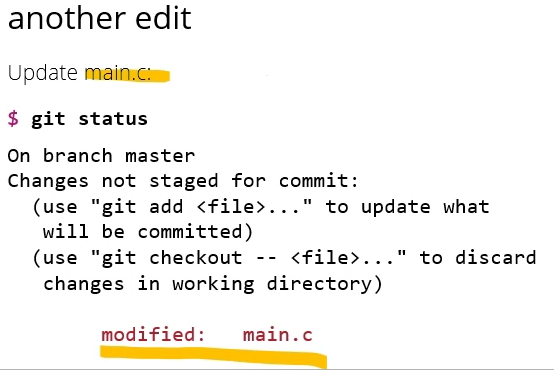 another edit
Update main.c:
$ git status
On branch master
Changes not staged for commit:
(use "git add <file>..." to update what
will be committed)
(use "git checkout -- <file>..." to discard
changes in working directory)
modified: main.c